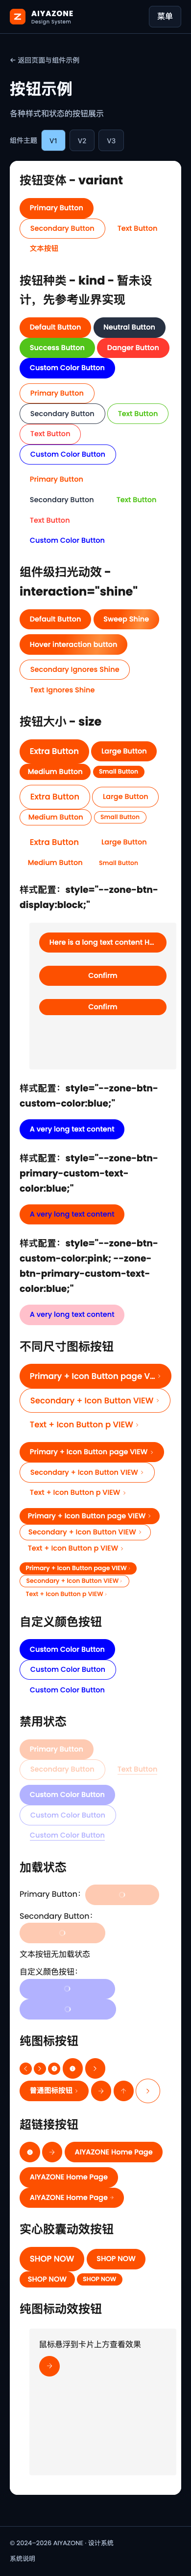 AIYAZONE
Design System
菜单
← 返回页面与组件示例
按钮示例
各种样式和状态的按钮展示
组件主题 V1 V2 V3
按钮变体 - variant
Primary Button
Secondary Button Text Button
文本按钮
按钮种类 - kind - 暂未设
计，先参考业界实现
Default Button Neutral Button
Success Button Danger Button
Custom Color Button
Primary Button
Secondary Button Text Button
Text Button
Custom Color Button
Primary Button
Secondary Button Text Button
Text Button
Custom Color Button
组件级扫光动效 -
interaction="shine"
Default Button Sweep Shine
Hover interaction button
Secondary Ignores Shine
Text Ignores Shine
按钮大小 - size
Extra Button Large Button
Medium Button Small Button
Extra Button Large Button
Medium Button Small Button
Extra Button Large Button
Medium Button Small Button
样式配置：style="--zone-btn-
display:block;"
Here is a long text content H...
Confirm
Confirm
样式配置：style="--zone-btn-
custom-color:blue;"
A very long text content
样式配置：style="--zone-btn-
primary-custom-text-
color:blue;"
A very long text content
样式配置：style="--zone-btn-
custom-color:pink; --zone-
btn-primary-custom-text-
color:blue;"
A very long text content
不同尺寸图标按钮
Primary + Icon Button page V...
Secondary + Icon Button VIEW
Text + Icon Button p VIEW
Primary + Icon Button page VIEW
Secondary + Icon Button VIEW
Text + Icon Button p VIEW
Primary + Icon Button page VIEW
Secondary + Icon Button VIEW
Text + Icon Button p VIEW
Primary + Icon Button page VIEW
Secondary + Icon Button VIEW
Text + Icon Button p VIEW
自定义颜色按钮
Custom Color Button
Custom Color Button
Custom Color Button
禁用状态
Primary Button
Secondary Button Text Button
Custom Color Button
Custom Color Button
Custom Color Button
加载状态
Primary Button：
Secondary Button：
文本按钮无加载状态
自定义颜色按钮：
纯图标按钮
普通图标按钮
超链接按钮
AIYAZONE Home Page
AIYAZONE Home Page
AIYAZONE Home Page
实心胶囊动效按钮
SHOP NOW SHOP NOW
SHOP NOW SHOP NOW
纯图标动效按钮
鼠标悬浮到卡片上方查看效果
© 2024–2026 AIYAZONE · 设计系统
系统说明